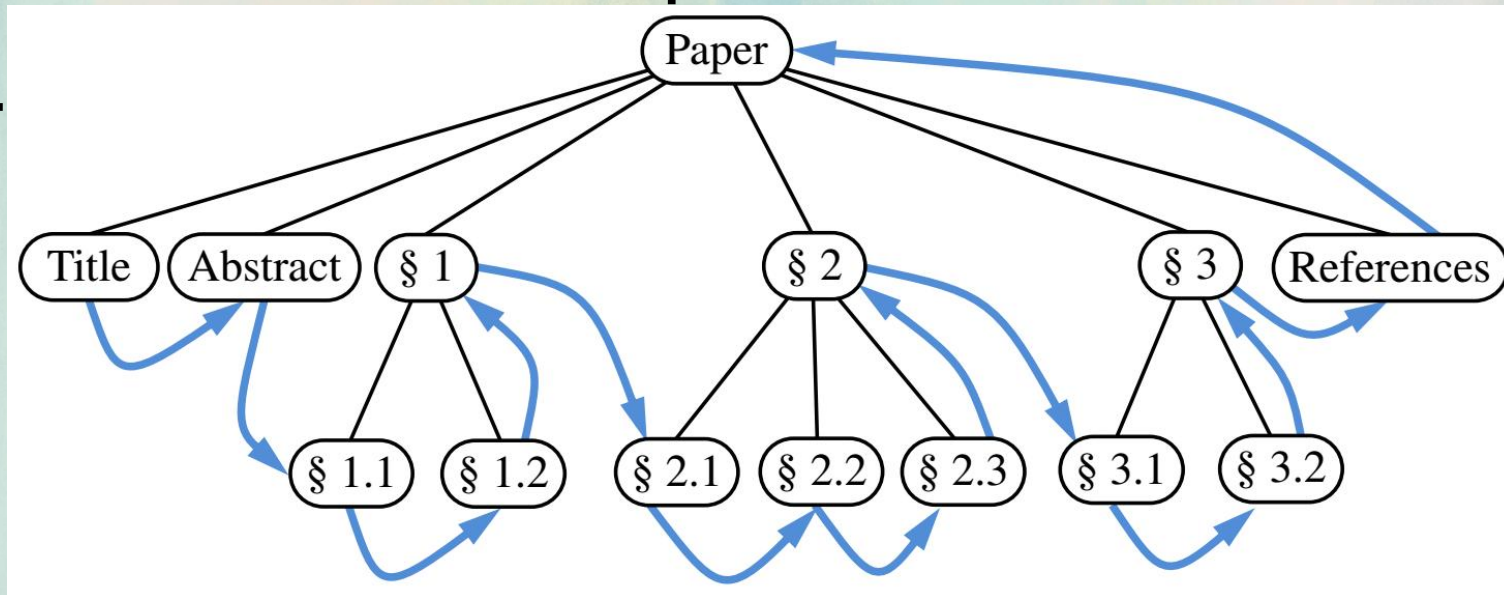 Paper
Title Abstract § 1 § 2 § 3 References
§ 1.1 § 1.2 § 2.1 § 2.2 § 2.3 § 3.1 § 3.2